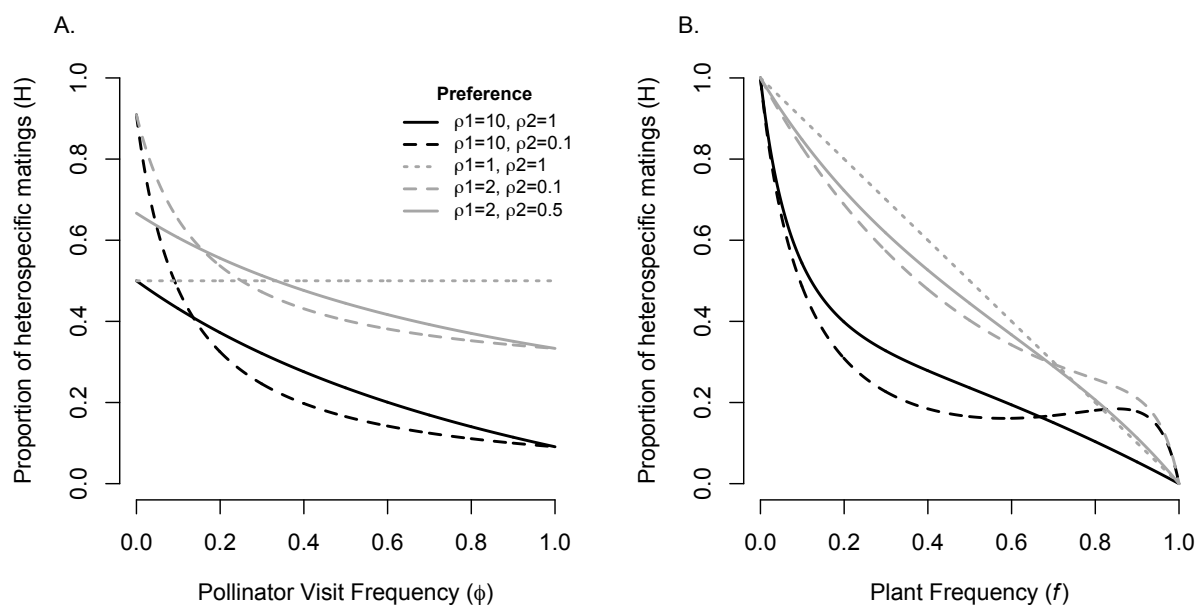 A.
Proportion of heterospecific matings (H)
1.0
0.8
0.6
0.4
0.2
0.0
Preference
ρ1=10, ρ2=1
ρ1=10, ρ2=0.1
ρ1=1, ρ2=1
ρ1=2, ρ2=0.1
ρ1=2, ρ2=0.5
0.0 0.2 0.4 0.6 0.8 1.0
Pollinator Visit Frequency (ϕ)
B.
Proportion of heterospecific matings (H)
1.0
0.8
0.6
0.4
0.2
0.0
0.0 0.2 0.4 0.6 0.8 1.0
Plant Frequency (f)